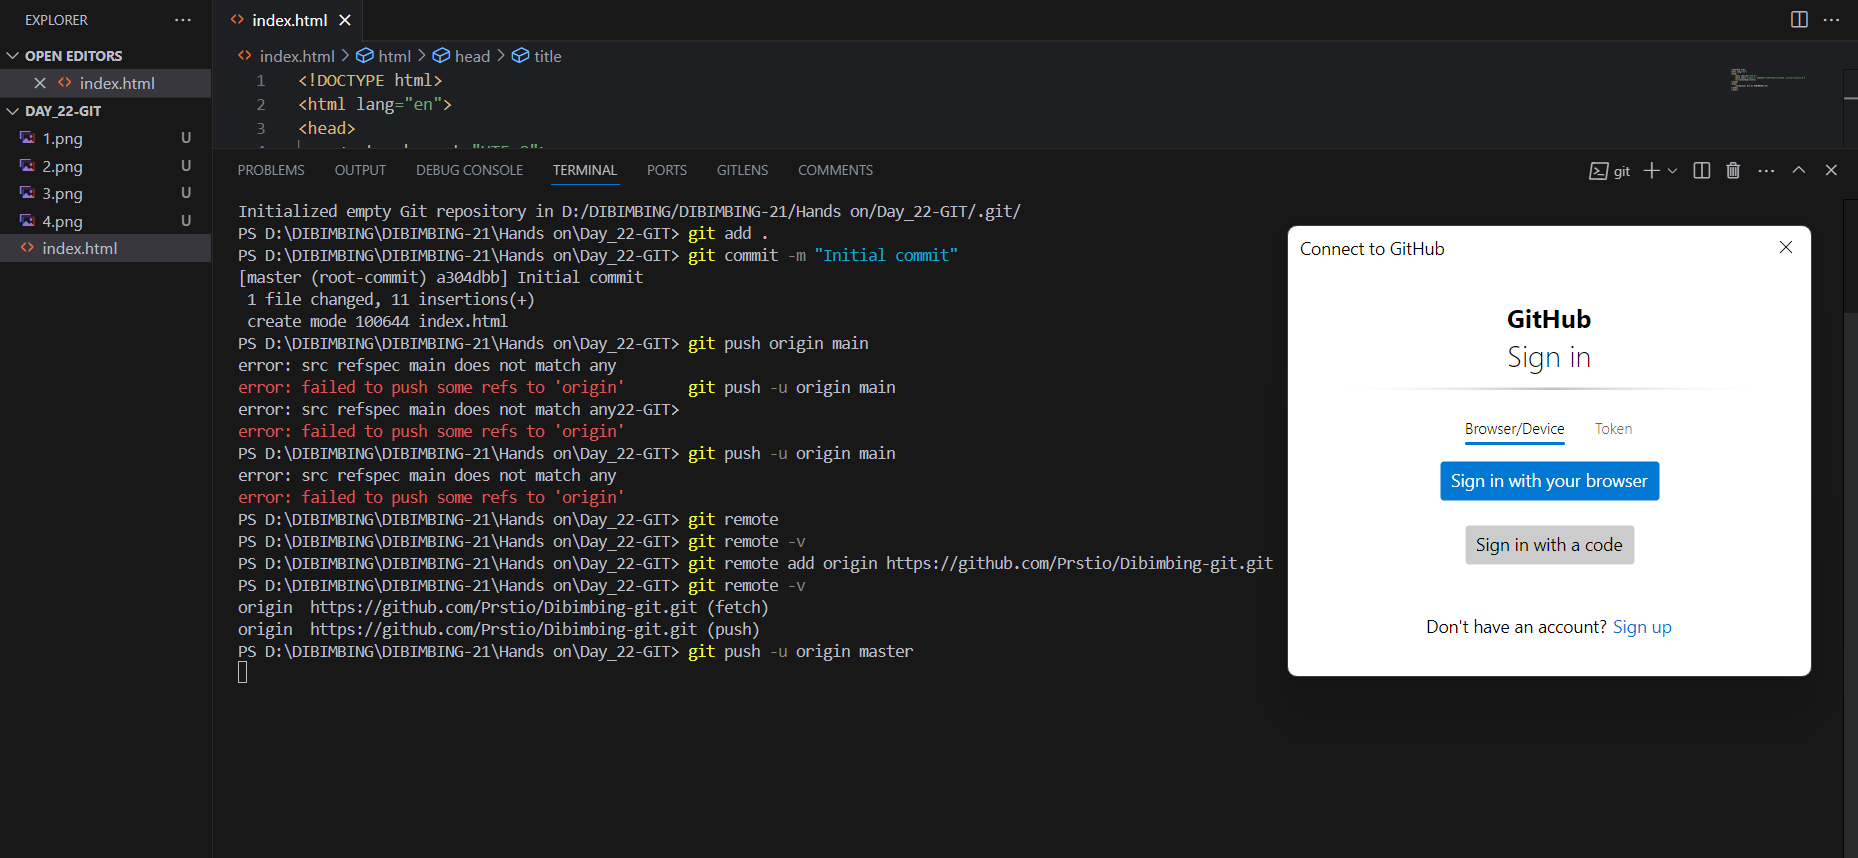 EXPLORER
OPEN EDITORS
index.html
DAY_22-GIT
1.png U
2.png U
3.png U
4.png U
index.html
index.html
index.html > html > head > title
1 <!DOCTYPE html>
2 <html lang="en">
3 <head>
PROBLEMS OUTPUT DEBUG CONSOLE TERMINAL PORTS GITLENS COMMENTS
git
Initialized empty Git repository in D:/DIBIMBING/DIBIMBING-21/Hands on/Day_22-GIT/.git/
PS D:\DIBIMBING\DIBIMBING-21\Hands on\Day_22-GIT> git add .
PS D:\DIBIMBING\DIBIMBING-21\Hands on\Day_22-GIT> git commit -m "Initial commit"
[master (root-commit) a304dbb] Initial commit
1 file changed, 11 insertions(+)
create mode 100644 index.html
PS D:\DIBIMBING\DIBIMBING-21\Hands on\Day_22-GIT> git push origin main
error: src refspec main does not match any
error: failed to push some refs to 'origin' git push -u origin main
error: src refspec main does not match any22-GIT>
error: failed to push some refs to 'origin'
PS D:\DIBIMBING\DIBIMBING-21\Hands on\Day_22-GIT> git push -u origin main
error: src refspec main does not match any
error: failed to push some refs to 'origin'
PS D:\DIBIMBING\DIBIMBING-21\Hands on\Day_22-GIT> git remote
PS D:\DIBIMBING\DIBIMBING-21\Hands on\Day_22-GIT> git remote -v
PS D:\DIBIMBING\DIBIMBING-21\Hands on\Day_22-GIT> git remote add origin https://github.com/Prstio/Dibimbing-git.git
PS D:\DIBIMBING\DIBIMBING-21\Hands on\Day_22-GIT> git remote -v
origin https://github.com/Prstio/Dibimbing-git.git (fetch)
origin https://github.com/Prstio/Dibimbing-git.git (push)
PS D:\DIBIMBING\DIBIMBING-21\Hands on\Day_22-GIT> git push -u origin master
Connect to GitHub
GitHub
Sign in
Browser/Device Token
Sign in with your browser
Sign in with a code
Don't have an account? Sign up